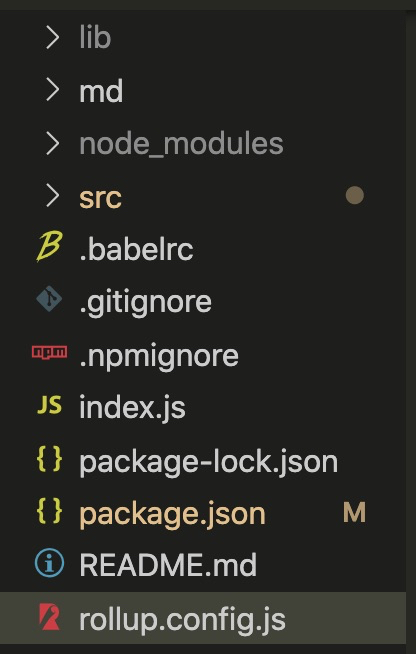 lib
md
node_modules
src
.babelrc
.gitignore
npm .npmignore
JS index.js
{} package-lock.json
{} package.json M
README.md
rollup.config.js